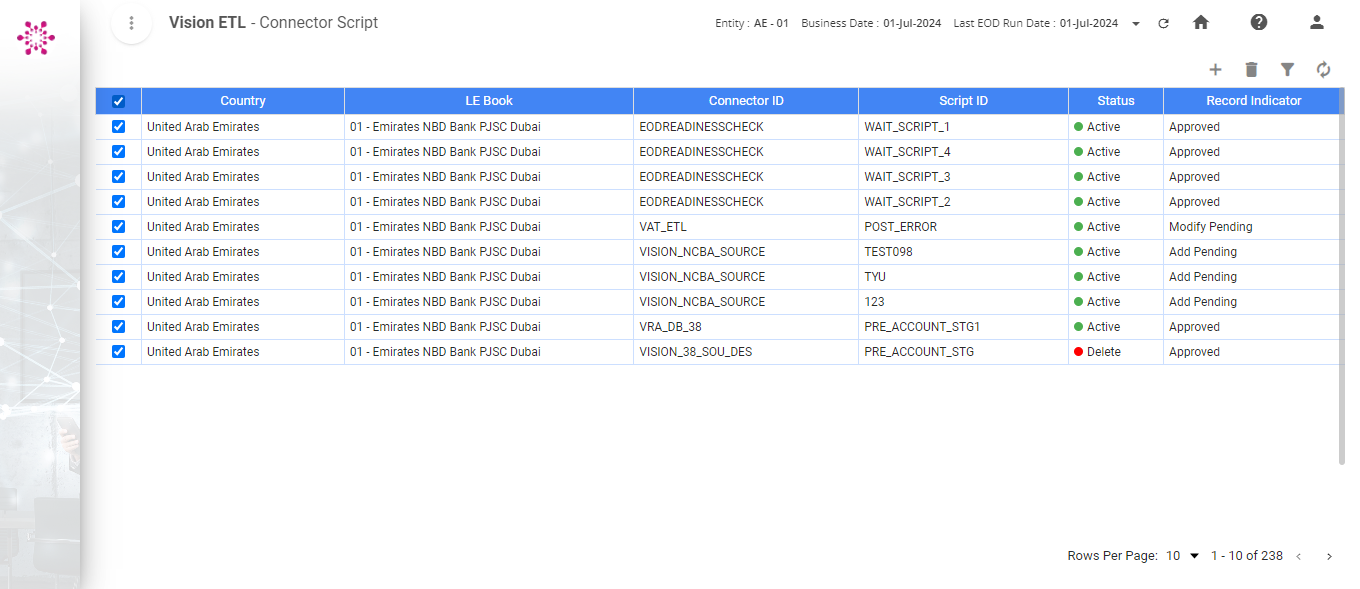 Vision ETL - Connector Script
Entity : AE - 01 Business Date : 01-Jul-2024 Last EOD Run Date : 01-Jul-2024
Country LE Book Connector ID Script ID Status Record Indicator
United Arab Emirates 01 - Emirates NBD Bank PJSC Dubai EODREADINESSCHECK WAIT_SCRIPT_1 Active Approved
United Arab Emirates 01 - Emirates NBD Bank PJSC Dubai EODREADINESSCHECK WAIT_SCRIPT_4 Active Approved
United Arab Emirates 01 - Emirates NBD Bank PJSC Dubai EODREADINESSCHECK WAIT_SCRIPT_3 Active Approved
United Arab Emirates 01 - Emirates NBD Bank PJSC Dubai EODREADINESSCHECK WAIT_SCRIPT_2 Active Approved
United Arab Emirates 01 - Emirates NBD Bank PJSC Dubai VAT_ETL POST_ERROR Active Modify Pending
United Arab Emirates 01 - Emirates NBD Bank PJSC Dubai VISION_NCBA_SOURCE TEST098 Active Add Pending
United Arab Emirates 01 - Emirates NBD Bank PJSC Dubai VISION_NCBA_SOURCE TYU Active Add Pending
United Arab Emirates 01 - Emirates NBD Bank PJSC Dubai VISION_NCBA_SOURCE 123 Active Add Pending
United Arab Emirates 01 - Emirates NBD Bank PJSC Dubai VRA_DB_38 PRE_ACCOUNT_STG1 Active Approved
United Arab Emirates 01 - Emirates NBD Bank PJSC Dubai VISION_38_SOU_DES PRE_ACCOUNT_STG Delete Approved
Rows Per Page: 10 1 - 10 of 238